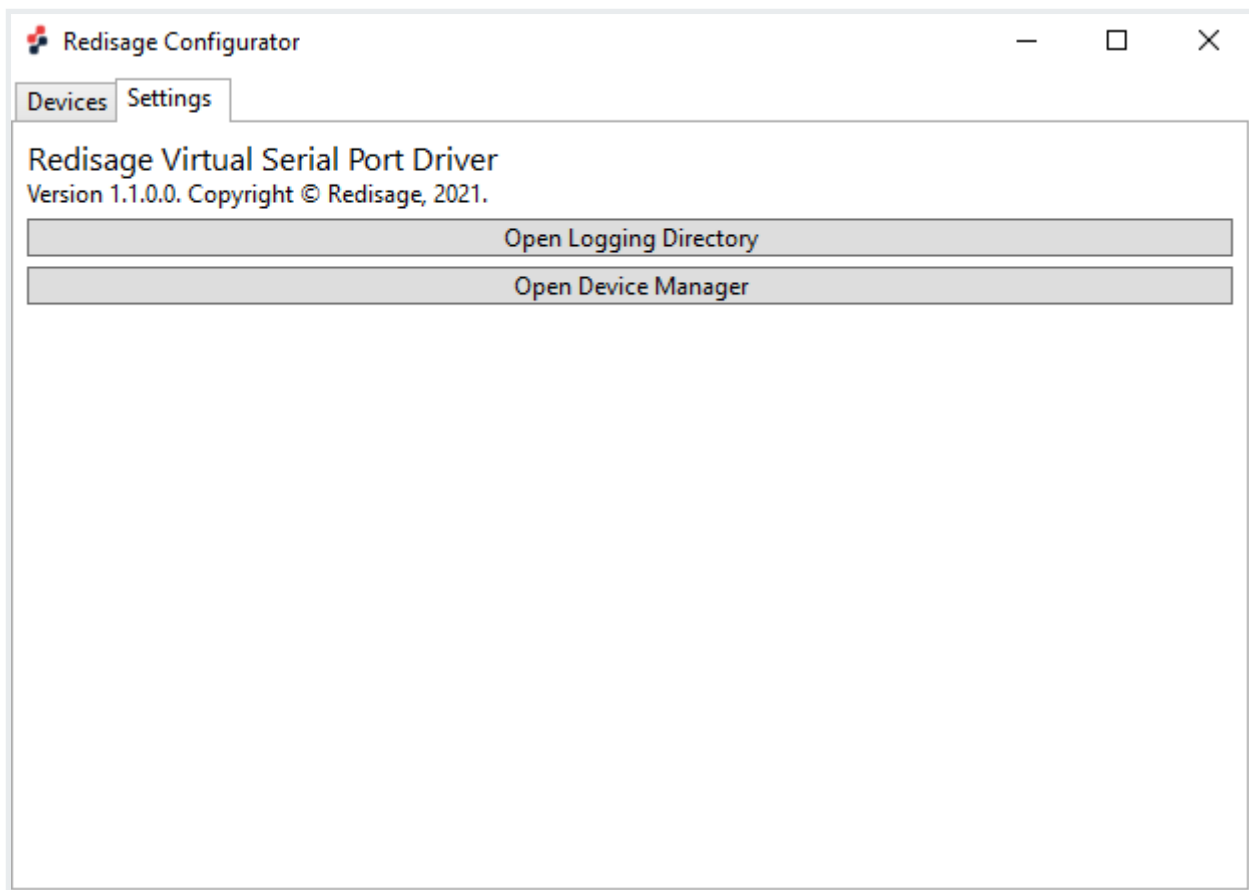 Redisage Configurator
Devices Settings
Redisage Virtual Serial Port Driver
Version 1.1.0.0. Copyright © Redisage, 2021.
Open Logging Directory
Open Device Manager